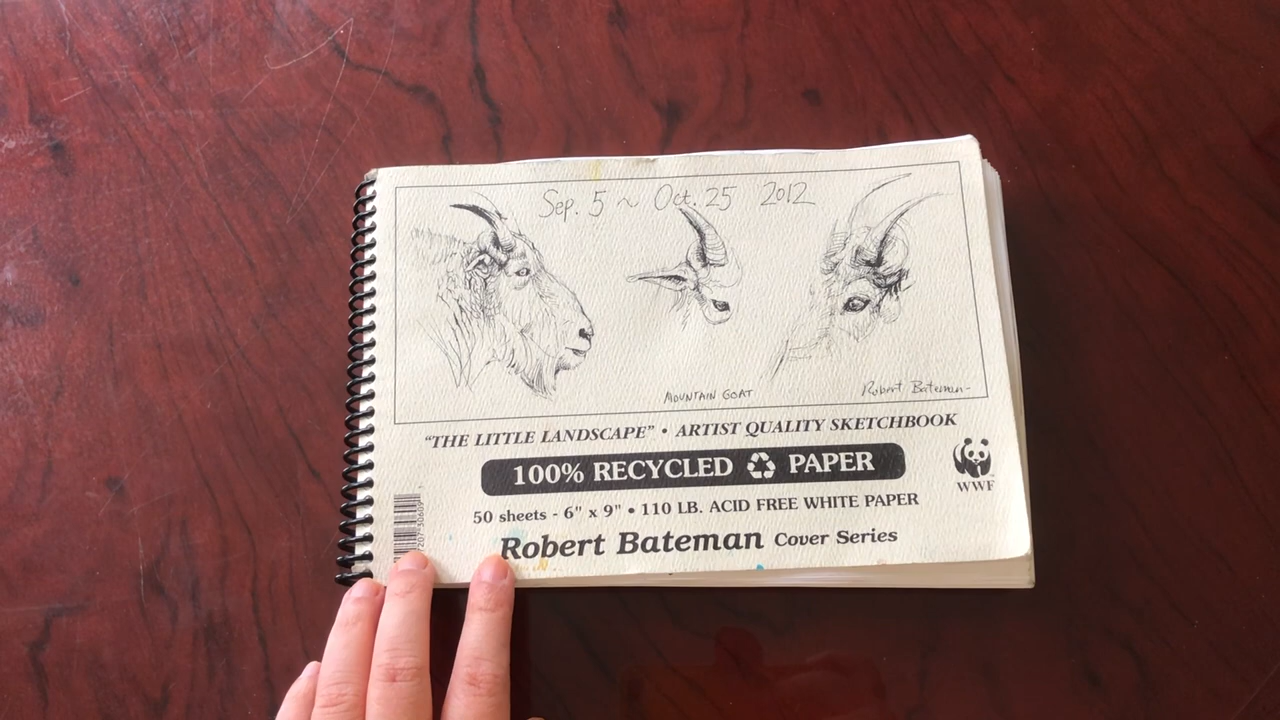 Sep. 5 ~ Oct. 25 2012
MOUNTAIN GOAT
Robert Bateman-
"THE LITTLE LANDSCAPE" • ARTIST QUALITY SKETCHBOOK
100% RECYCLED PAPER
WWF
50 sheets - 6" x 9" • 110 LB. ACID FREE WHITE PAPER
Robert Bateman Cover Series